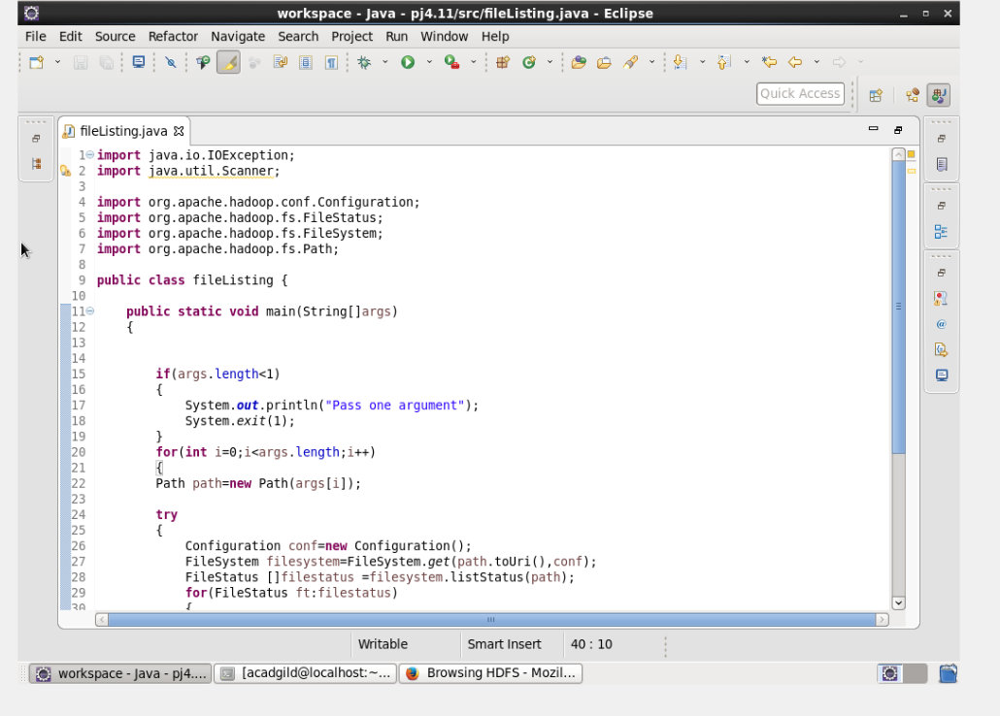 workspace - Java - pj4.11/src/fileListing.java - Eclipse
File Edit Source Refactor Navigate Search Project Run Window Help
Quick Access
fileListing.java
1 import java.io.IOException;
2 import java.util.Scanner;
3
4 import org.apache.hadoop.conf.Configuration;
5 import org.apache.hadoop.fs.FileStatus;
6 import org.apache.hadoop.fs.FileSystem;
7 import org.apache.hadoop.fs.Path;
8
9 public class fileListing {
10
11 public static void main(String[]args)
12 {
13
14
15 if(args.length<1)
16 {
17 System.out.println("Pass one argument");
18 System.exit(1);
19 }
20 for(int i=0;i<args.length;i++)
21 {
22 Path path=new Path(args[i]);
23
24 try
25 {
26 Configuration conf=new Configuration();
27 FileSystem filesystem=FileSystem.get(path.toUri(),conf);
28 FileStatus []filestatus =filesystem.listStatus(path);
29 for(FileStatus ft:filestatus)
30 {
Writable Smart Insert 40 : 10
workspace - Java - pj4.... [acadgild@localhost:~... Browsing HDFS - Mozil...